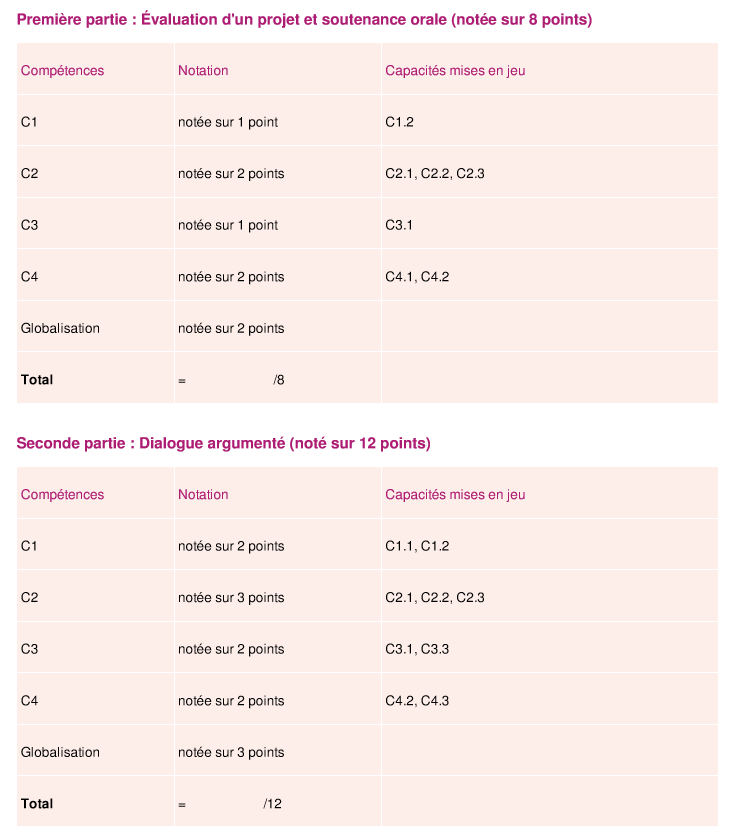 Première partie : Évaluation d'un projet et soutenance orale (notée sur 8 points)
Compétences Notation Capacités mises en jeu
C1 notée sur 1 point C1.2
C2 notée sur 2 points C2.1, C2.2, C2.3
C3 notée sur 1 point C3.1
C4 notée sur 2 points C4.1, C4.2
Globalisation notée sur 2 points
Total = /8
Seconde partie : Dialogue argumenté (noté sur 12 points)
Compétences Notation Capacités mises en jeu
C1 notée sur 2 points C1.1, C1.2
C2 notée sur 3 points C2.1, C2.2, C2.3
C3 notée sur 2 points C3.1, C3.3
C4 notée sur 2 points C4.2, C4.3
Globalisation notée sur 3 points
Total = /12